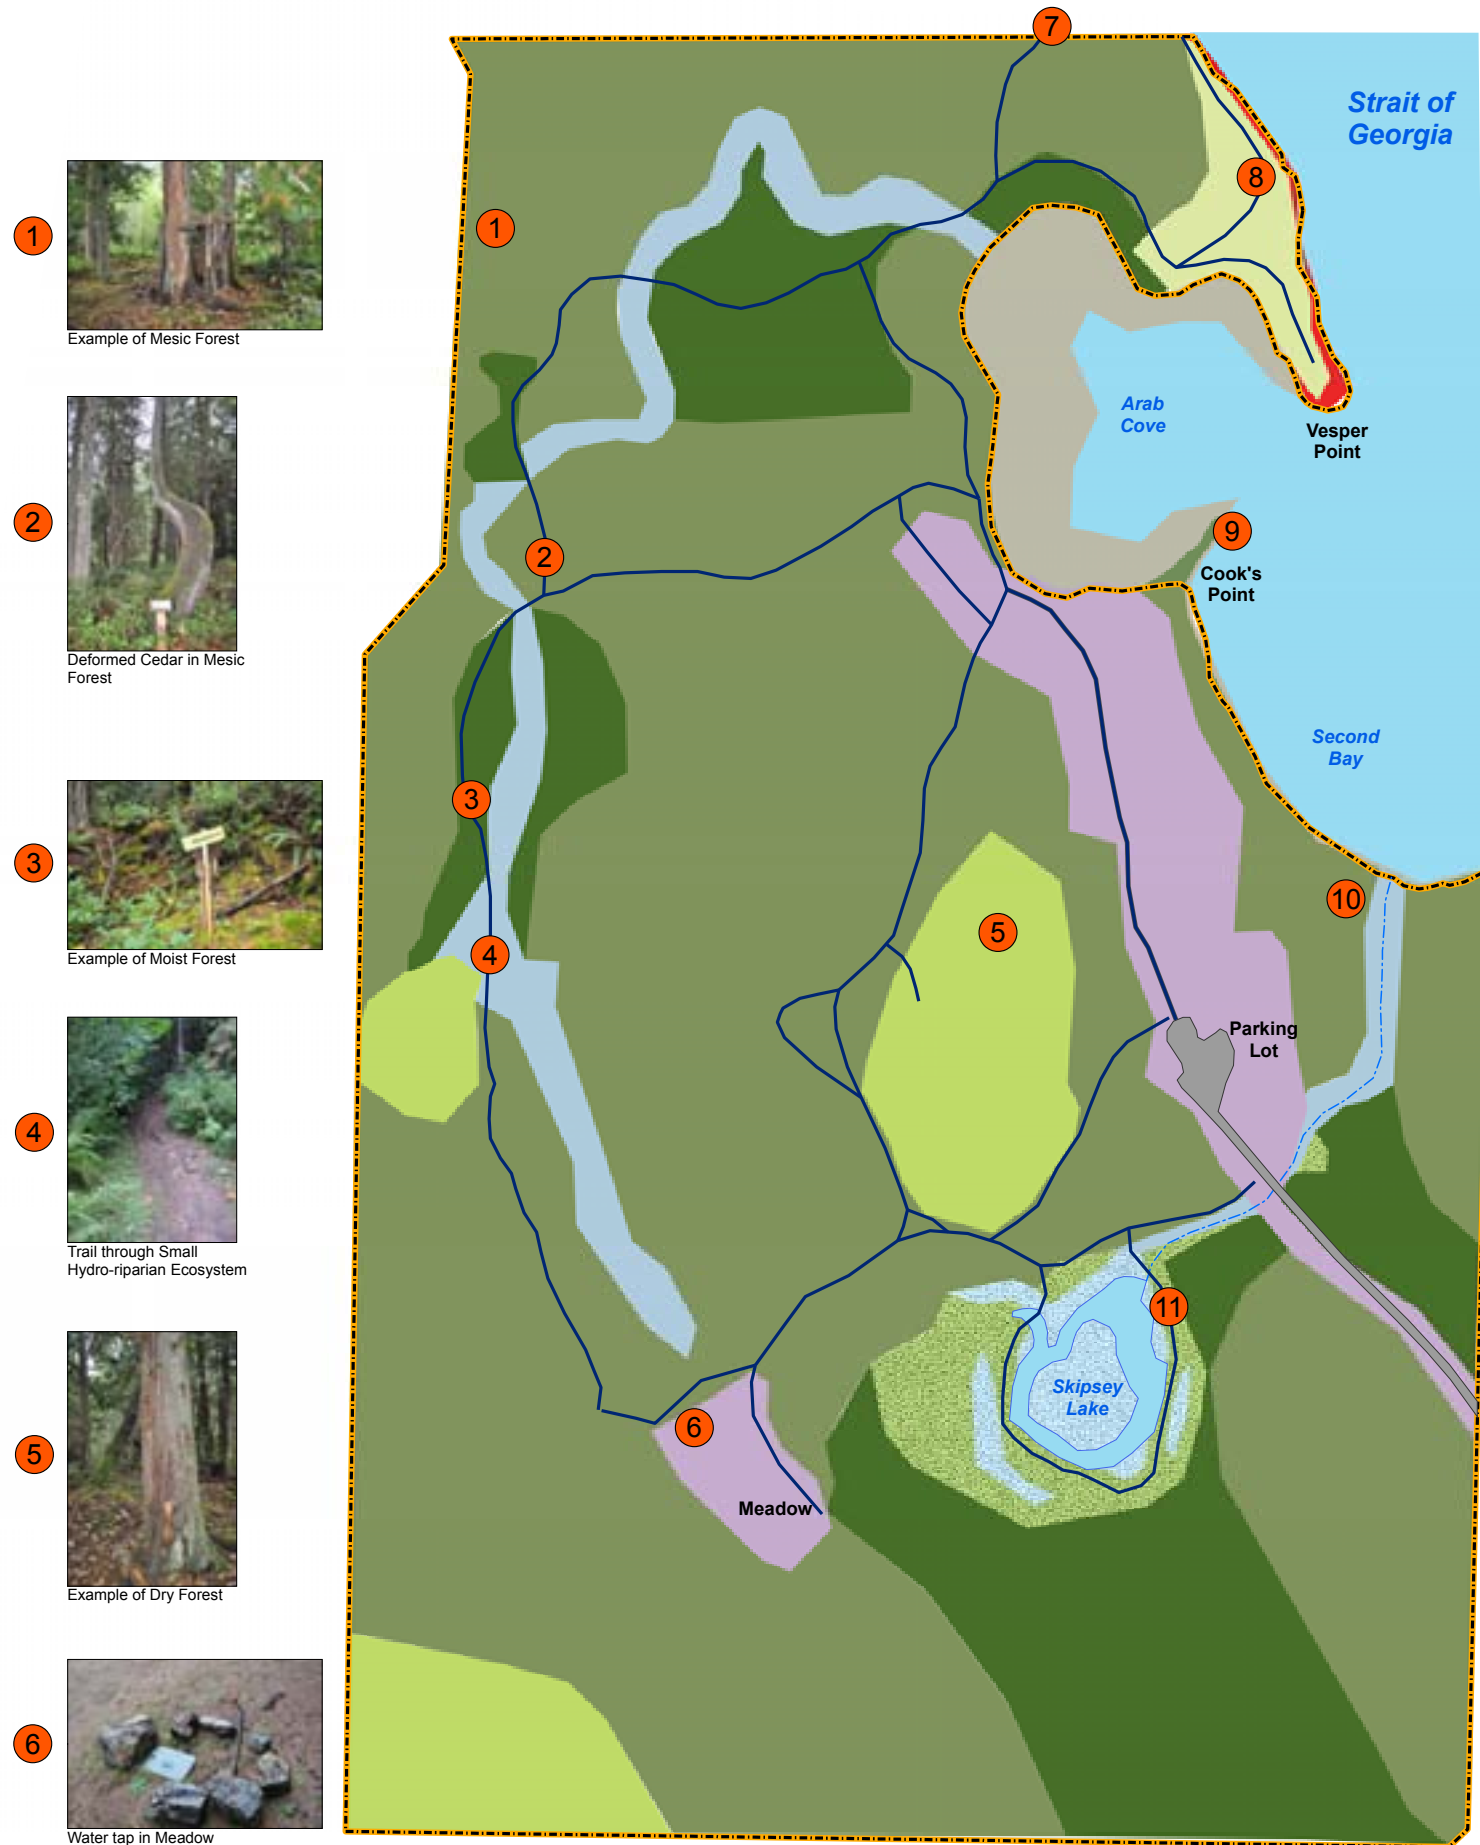 1
Example of Mesic Forest
2
Deformed Cedar in Mesic
Forest
3
Example of Moist Forest
4
Trail through Small
Hydro-riparian Ecosystem
5
Example of Dry Forest
6
Water tap in Meadow
7
Strait of
Georgia
8
1
Arab
Cove
Vesper
Point
9
2
Cook's
Point
Second
Bay
3
10
5
4
Parking
Lot
11
Skipsey
Lake
6
Meadow